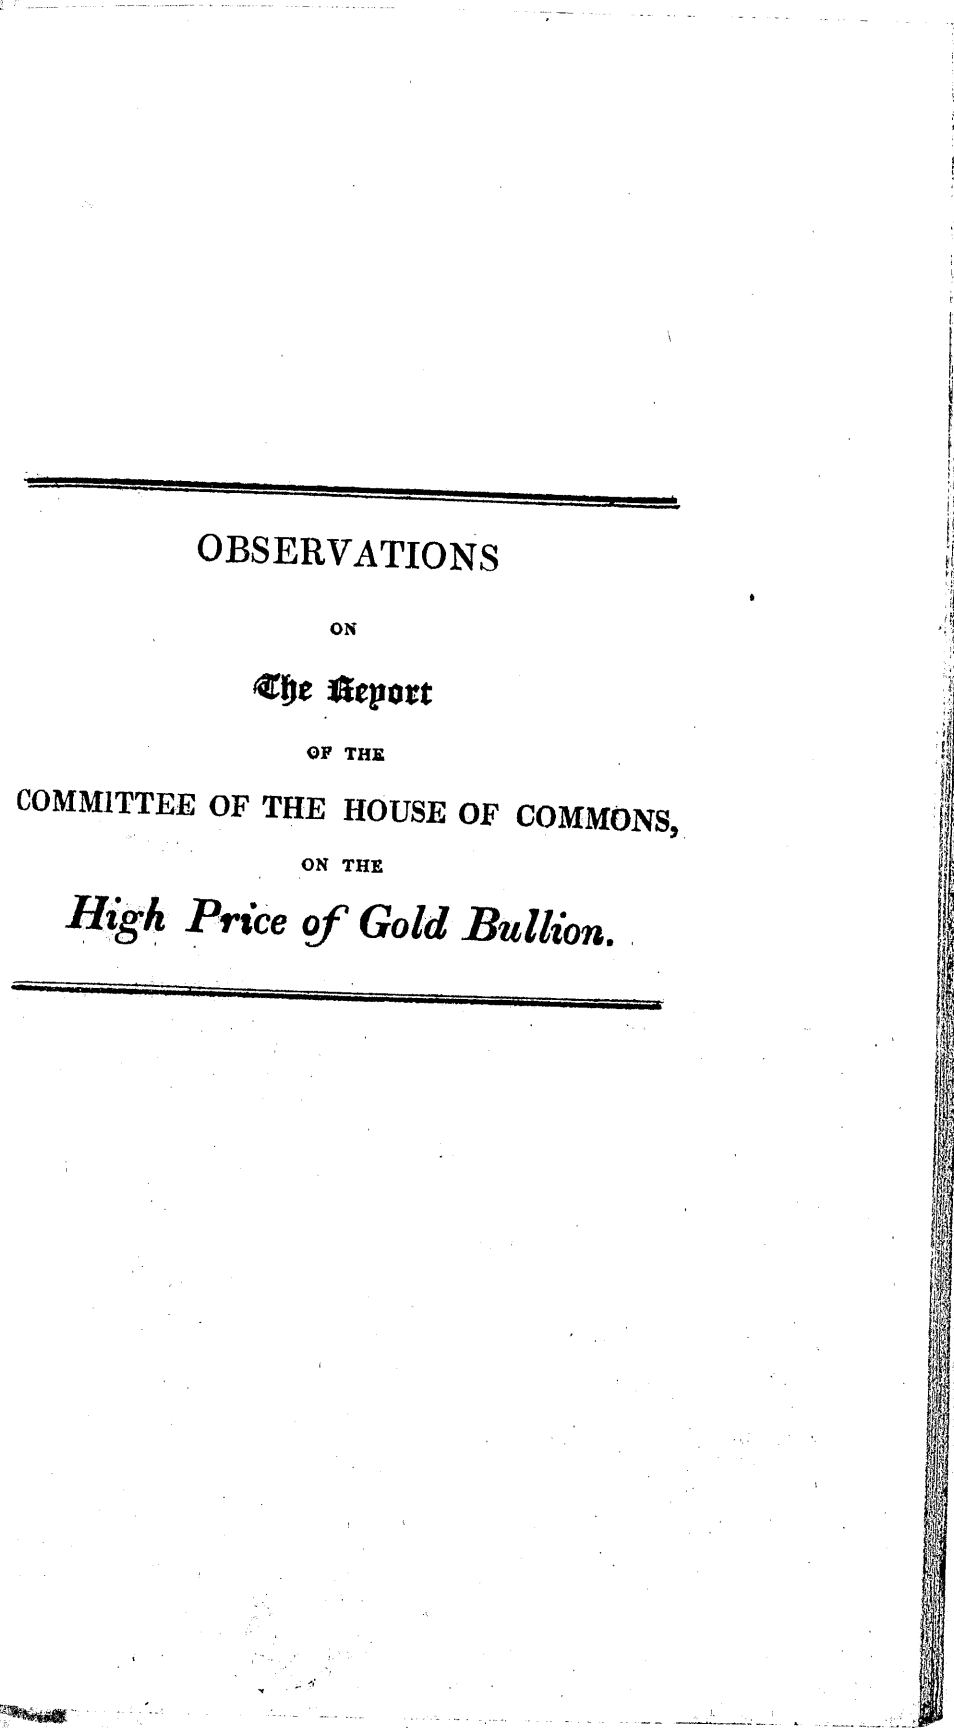 OBSERVATIONS
ON
The Report
OF THE
COMMITTEE OF THE HOUSE OF COMMONS,
ON THE
High Price of Gold Bullion.